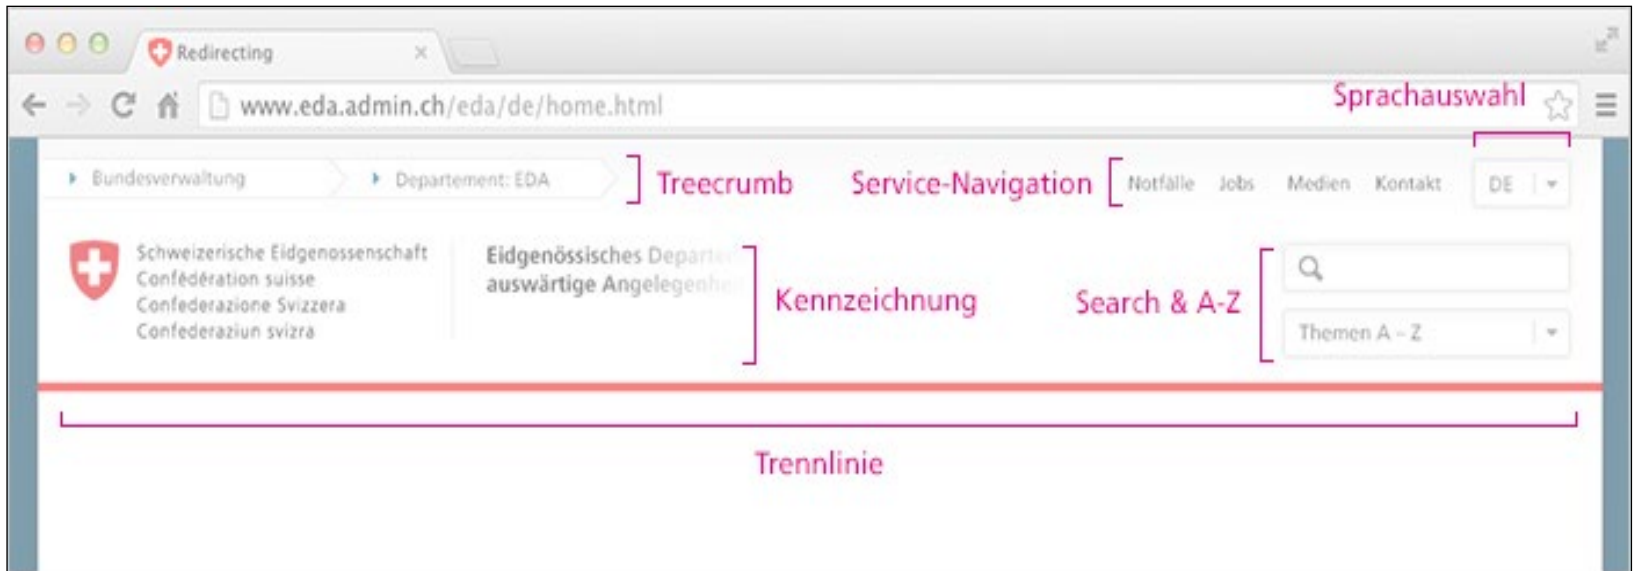 Redirecting
www.eda.admin.ch/eda/de/home.html
Sprachauswahl
Bundesverwaltung
Departement: EDA
Treecrumb
Service-Navigation
Notfälle Jobs Medien Kontakt
DE
Schweizerische Eidgenossenschaft
Confédération suisse
Confederazione Svizzera
Confederaziun svizra
Eidgenössisches
auswärtige
Kennzeichnung
Search & A-Z
Themen A – Z
Trennlinie